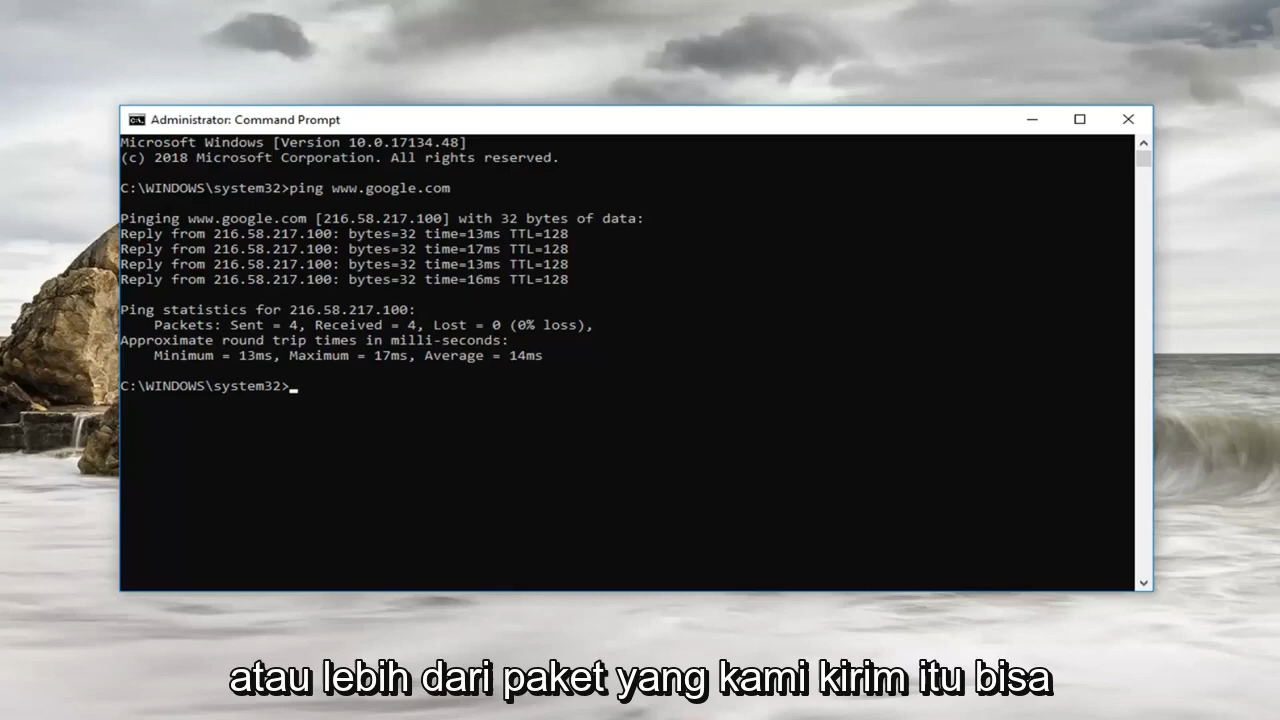 Administrator: Command Prompt
Microsoft Windows [Version 10.0.17134.48]
(c) 2018 Microsoft Corporation. All rights reserved.
C:\WINDOWS\system32>ping www.google.com
Pinging www.google.com [216.58.217.100] with 32 bytes of data:
Reply from 216.58.217.100: bytes=32 time=13ms TTL=128
Reply from 216.58.217.100: bytes=32 time=17ms TTL=128
Reply from 216.58.217.100: bytes=32 time=13ms TTL=128
Reply from 216.58.217.100: bytes=32 time=16ms TTL=128
Ping statistics for 216.58.217.100:
Packets: Sent = 4, Received = 4, Lost = 0 (0% loss),
Approximate round trip times in milli-seconds:
Minimum = 13ms, Maximum = 17ms, Average = 14ms
C:\WINDOWS\system32>_
atau lebih dari paket yang kami kirim itu bisa